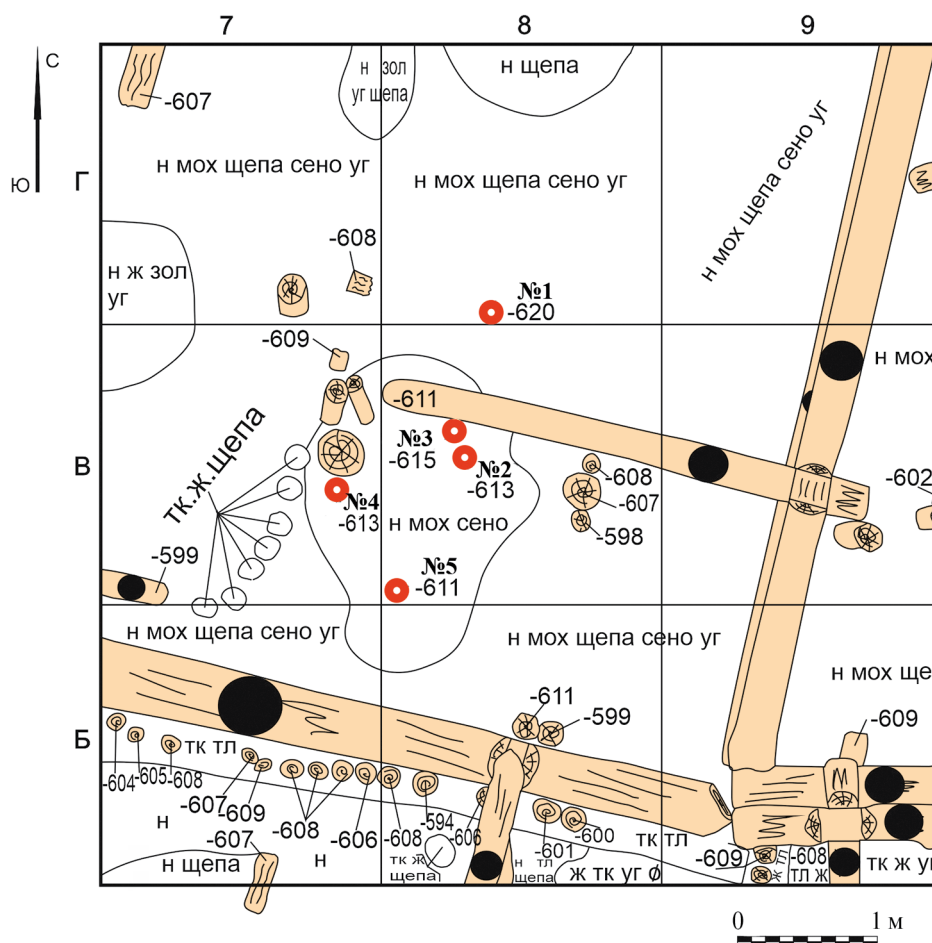 7
8
9
С
Ю
Г
В
Б
-607
н зол
уг щепа
н щепа
н мох щепа сено уг
н мох щепа сено уг
н мох щепа сено уг
н ж зол
уг
-608
№1
-620
-609
-611
н мох
тк.ж.щепа
№3
-615
№2
-613
№4
-613
-608
-607
-598
-602
н мох сено
-599
№5
-611
н мох щепа сено уг
н мох щепа сено уг
н мох ще
-611
-599
-609
-604
-605
-608
тк тл
-607
-609
-608
-606
-608
-594
-606
-601
-600
тк тл
н
-607
н щепа
н
тк ж
щепа
н тл
щепа
ж тк уг ф
-609
ж тл
-608
тл ж
тк ж уг
0 1 м